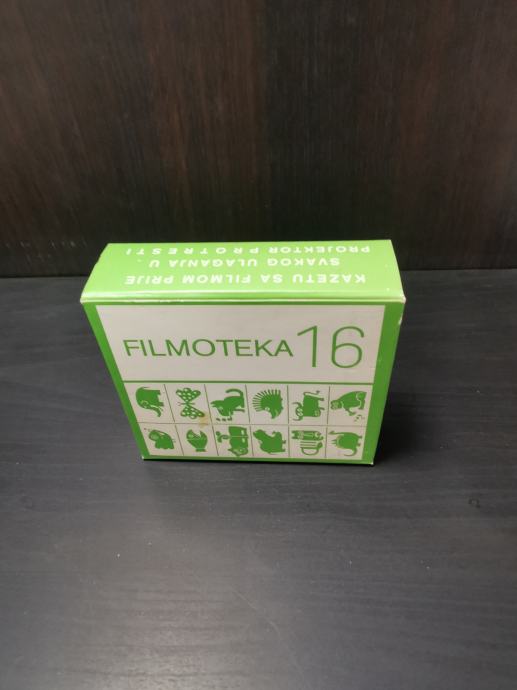 KAZETU SA FILMOM PRIJE
SVAKOG ULAGANJA U
PROJEKTOR PROTRESTI
FILMOTEKA 16